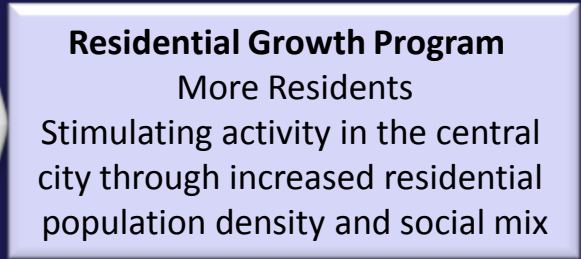 Residential Growth Program
More Residents
Stimulating activity in the central
city through increased residential
population density and social mix